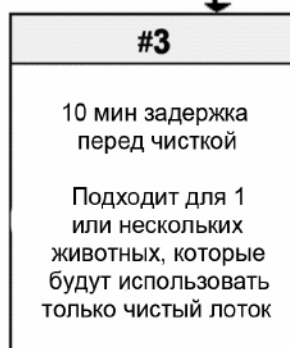 #3
10 мин задержка
перед чисткой
Подходит для 1
или нескольких
животных, которые
будут использовать
только чистый лоток